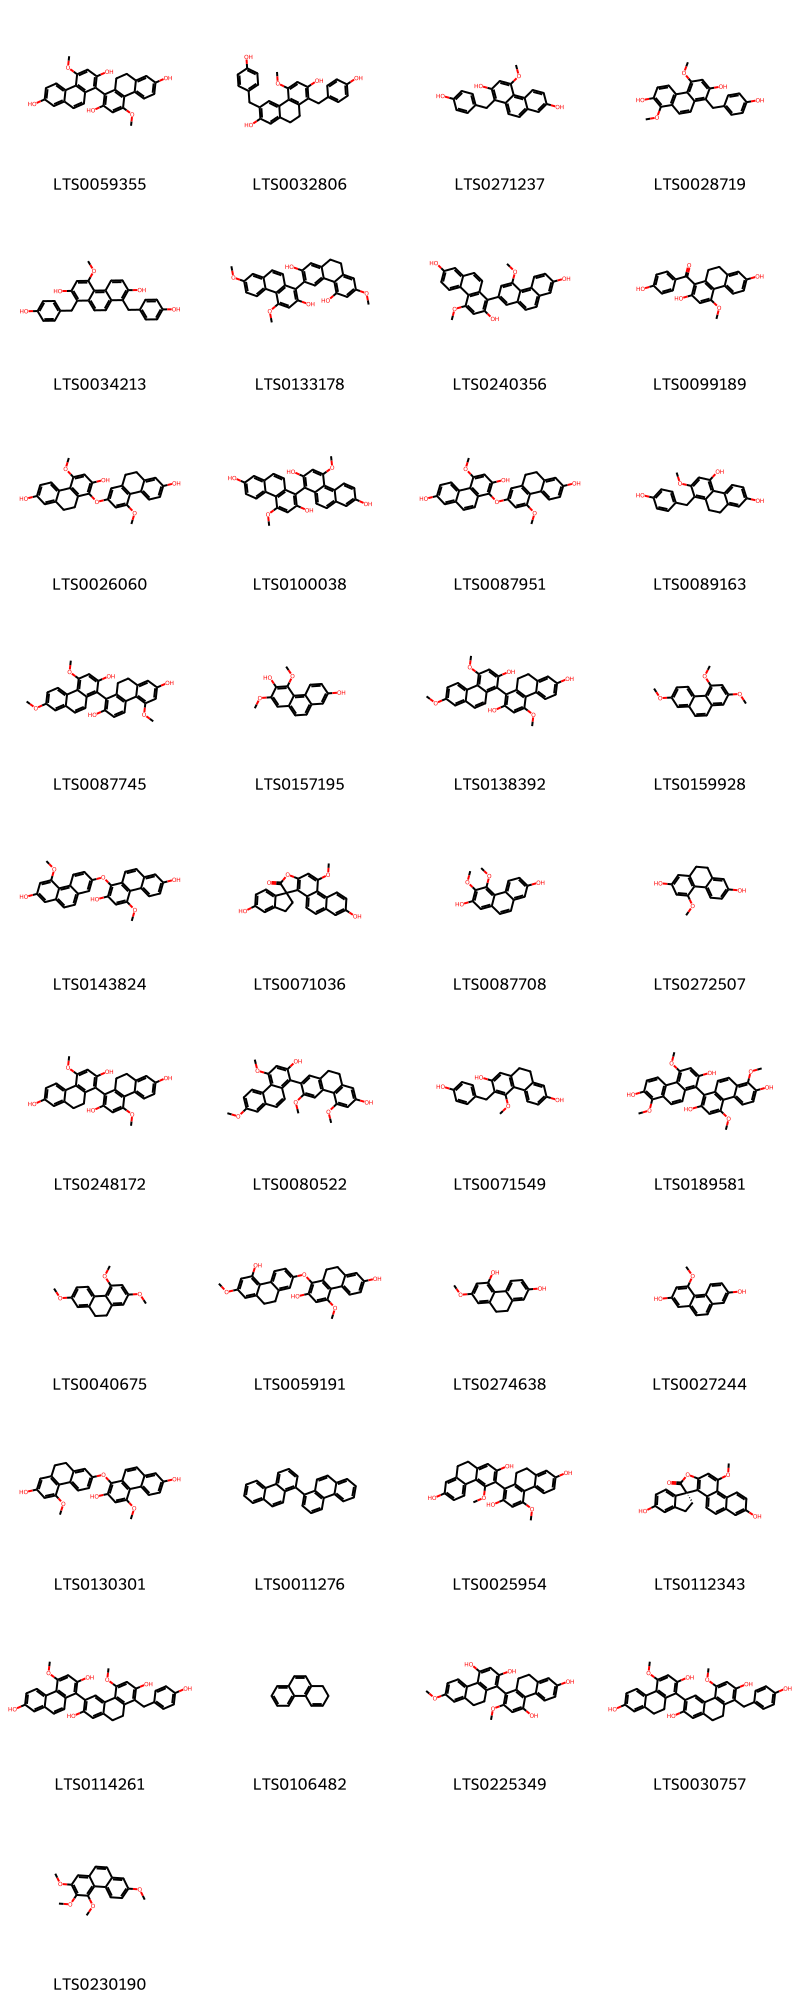 LTS0059355 LTS0032806 LTS0271237 LTS0028719
LTS0034213 LTS0133178 LTS0240356 LTS0099189
LTS0026060 LTS0100038 LTS0087951 LTS0089163
LTS0087745 LTS0157195 LTS0138392 LTS0159928
LTS0143824 LTS0071036 LTS0087708 LTS0272507
LTS0248172 LTS0080522 LTS0071549 LTS0189581
LTS0040675 LTS0059191 LTS0274638 LTS0027244
LTS0130301 LTS0011276 LTS0025954 LTS0112343
LTS0114261 LTS0106482 LTS0225349 LTS0030757
LTS0230190